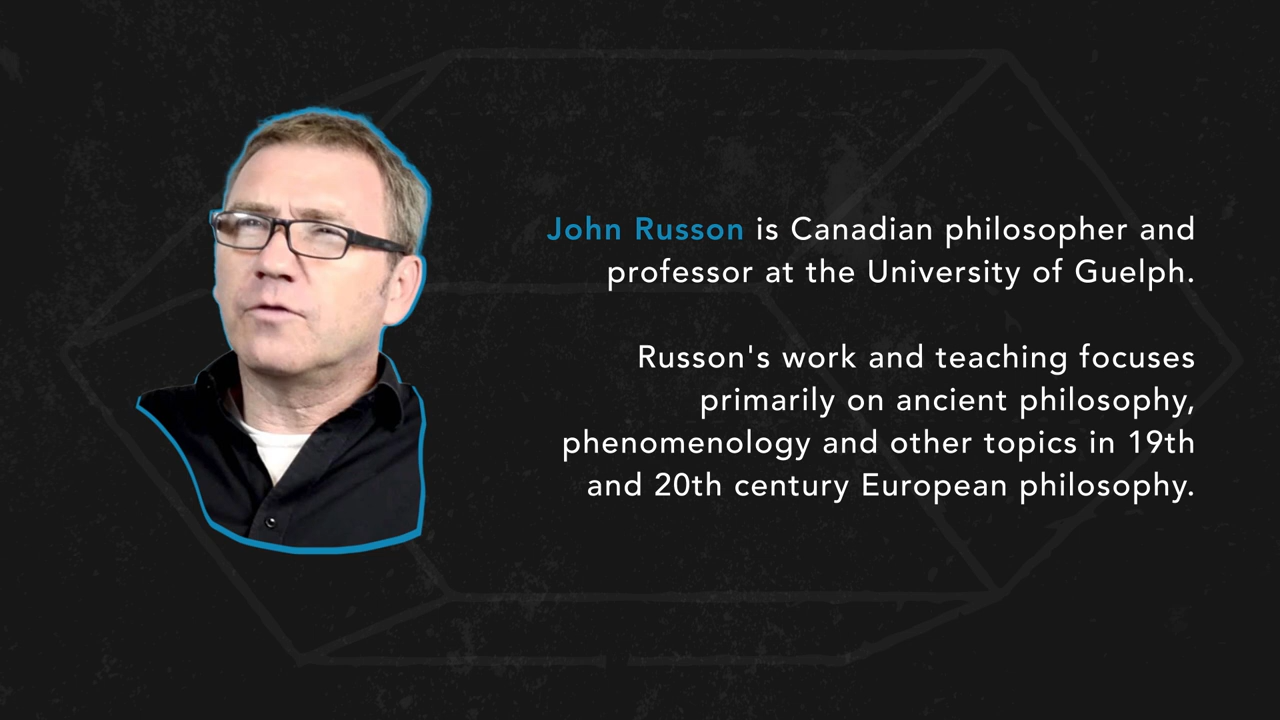 John Russon is Canadian philosopher and
professor at the University of Guelph.
Russon's work and teaching focuses
primarily on ancient philosophy,
phenomenology and other topics in 19th
and 20th century European philosophy.